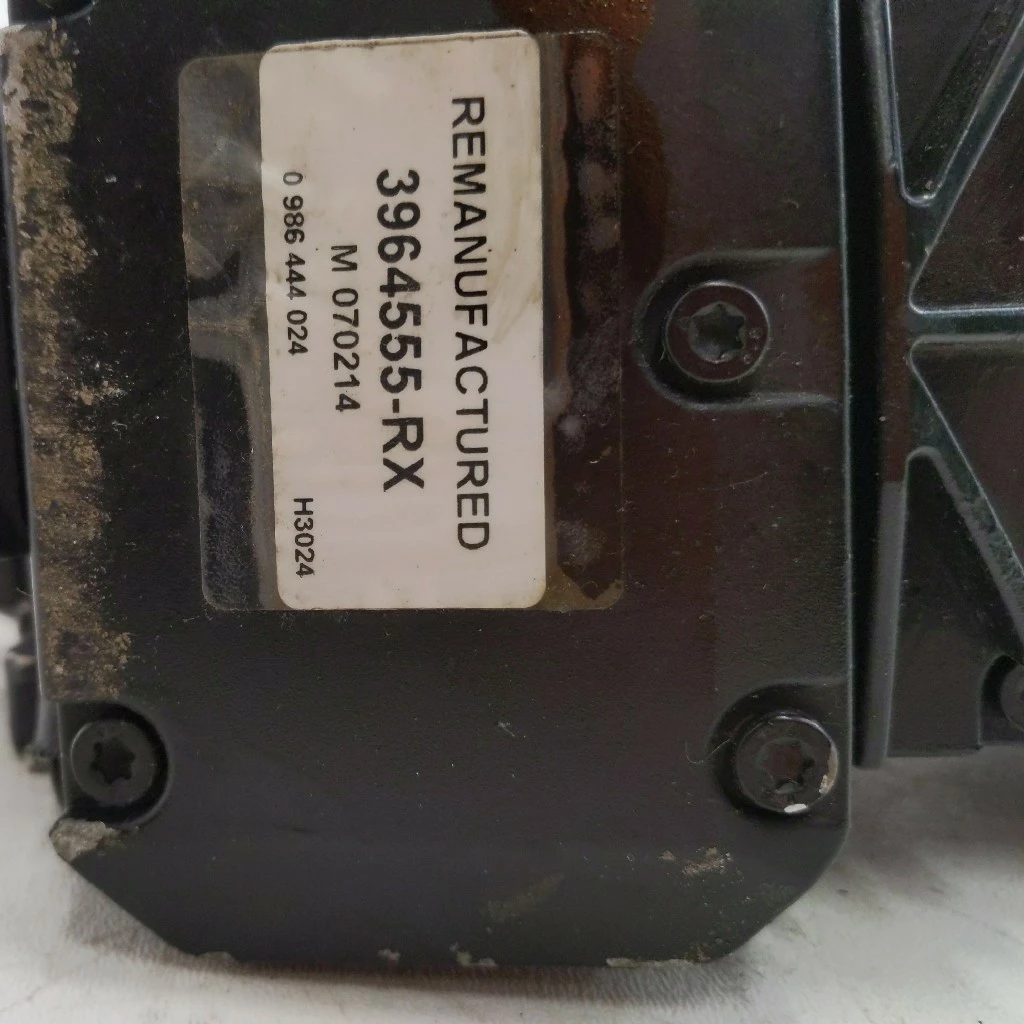 REMANUFACTURED
3964555-RX
M 070214
0 986 444 024
H3024